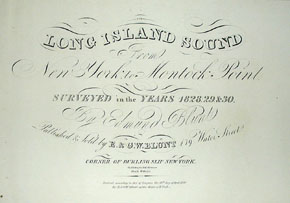 LONG ISLAND SOUND
From
New York to Montock Point
SURVEYED in the YEARS 1828, 29 & 30.
By Edmund Blunt
Published & Sold by E. & G.W. BLUNT 179 Water Street
CORNER OF BURLING SLIP NEW YORK.